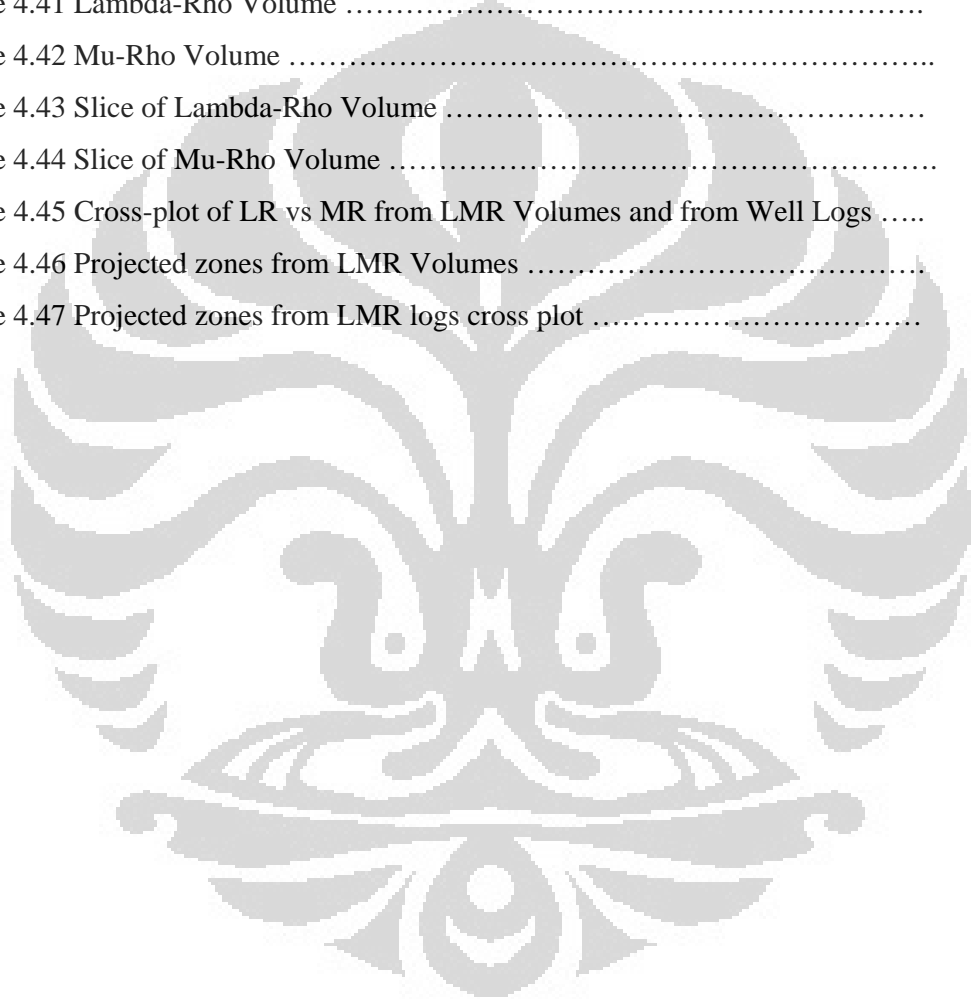 e 4.41 Lambda-Rho Volume ……………………………………………………….
e 4.42 Mu-Rho Volume ……………………………………………………………..
e 4.43 Slice of Lambda-Rho Volume ……………………………………………
e 4.44 Slice of Mu-Rho Volume ………………………………………………….
e 4.45 Cross-plot of LR vs MR from LMR Volumes and from Well Logs …..
e 4.46 Projected zones from LMR Volumes …………………………………….
e 4.47 Projected zones from LMR logs cross plot ………………………………